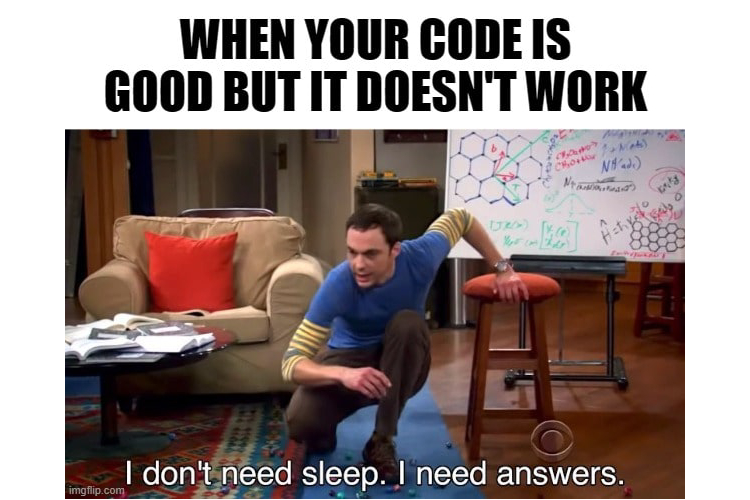 WHEN YOUR CODE IS
GOOD BUT IT DOESN'T WORK
I don't need sleep. I need answers.
imgflip.com